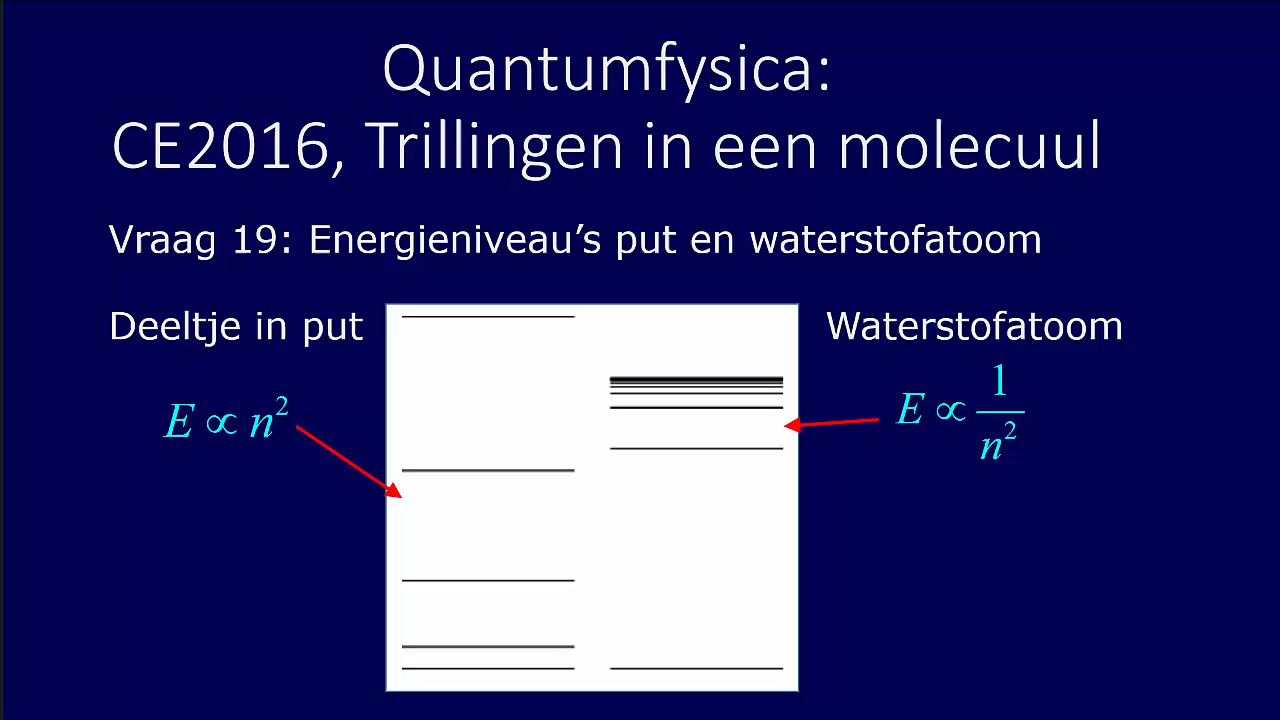 Quantumfysica:
CE2016, Trillingen in een molecuul
Vraag 19: Energieniveau’s put en waterstofatoom
Deeltje in put
Waterstofatoom
E ∝ n²
E ∝ 1/n²